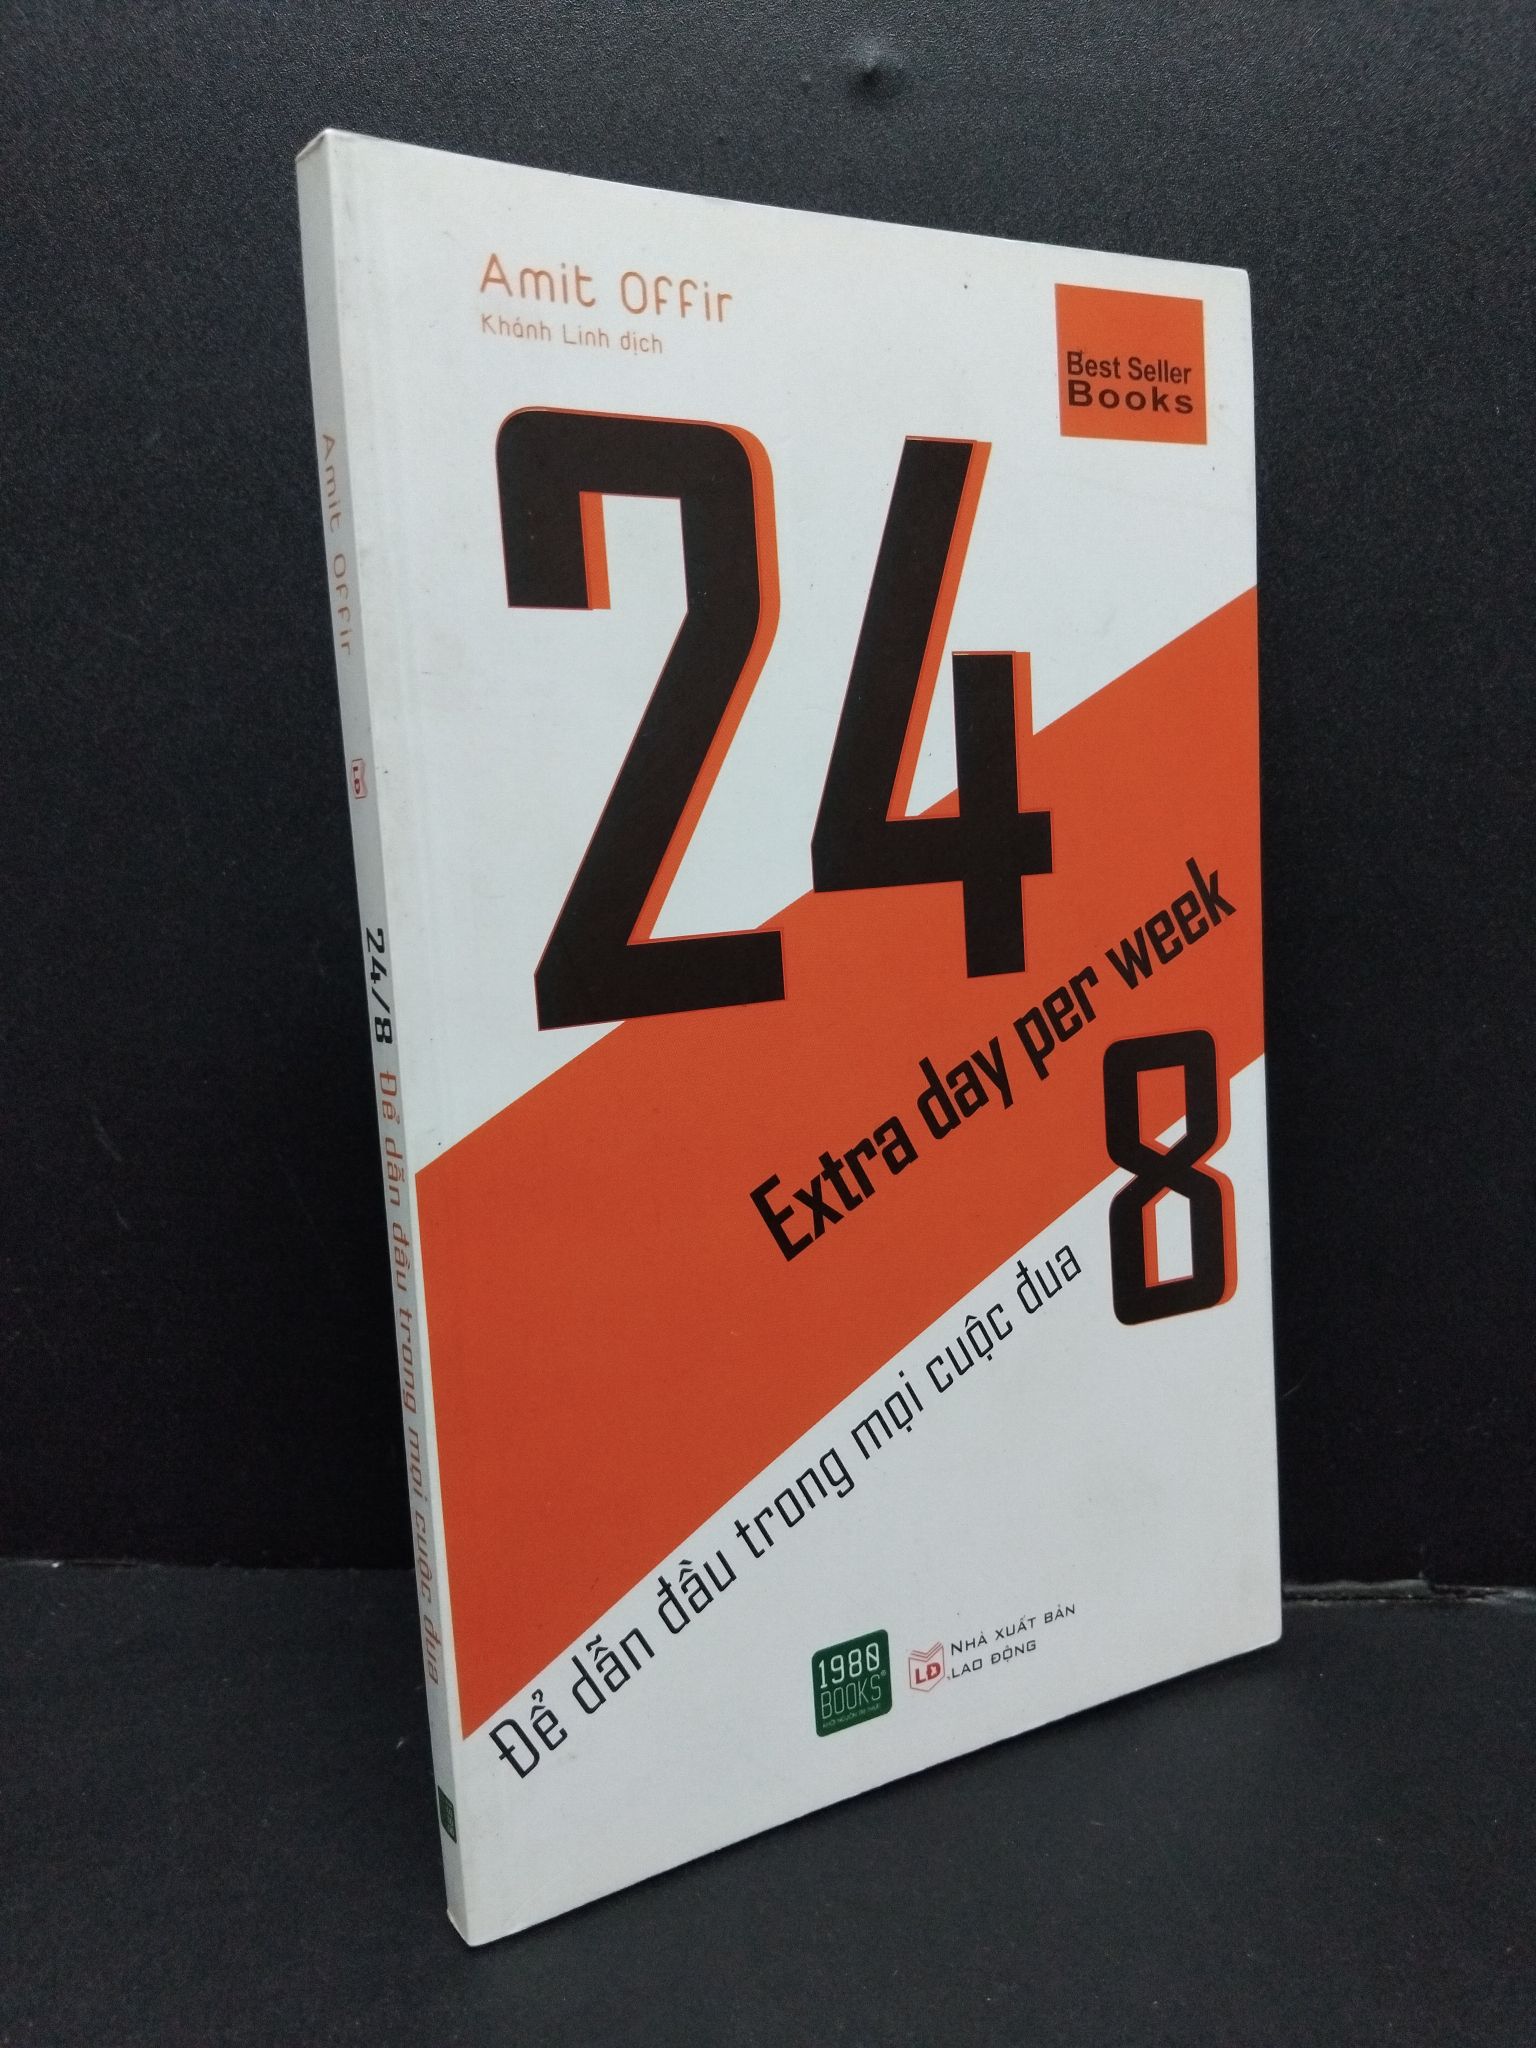 Amit Offir
Khánh Linh dịch
Best Seller
Books
24
Extra day per week
8
Để dẫn đầu trong mọi cuộc đua
1980
BOOKS®
LĐ
NHÀ XUẤT BẢN
LAO ĐỘNG
Amit Offir
LĐ
24/8 Để dẫn đầu trong mọi cuộc đua